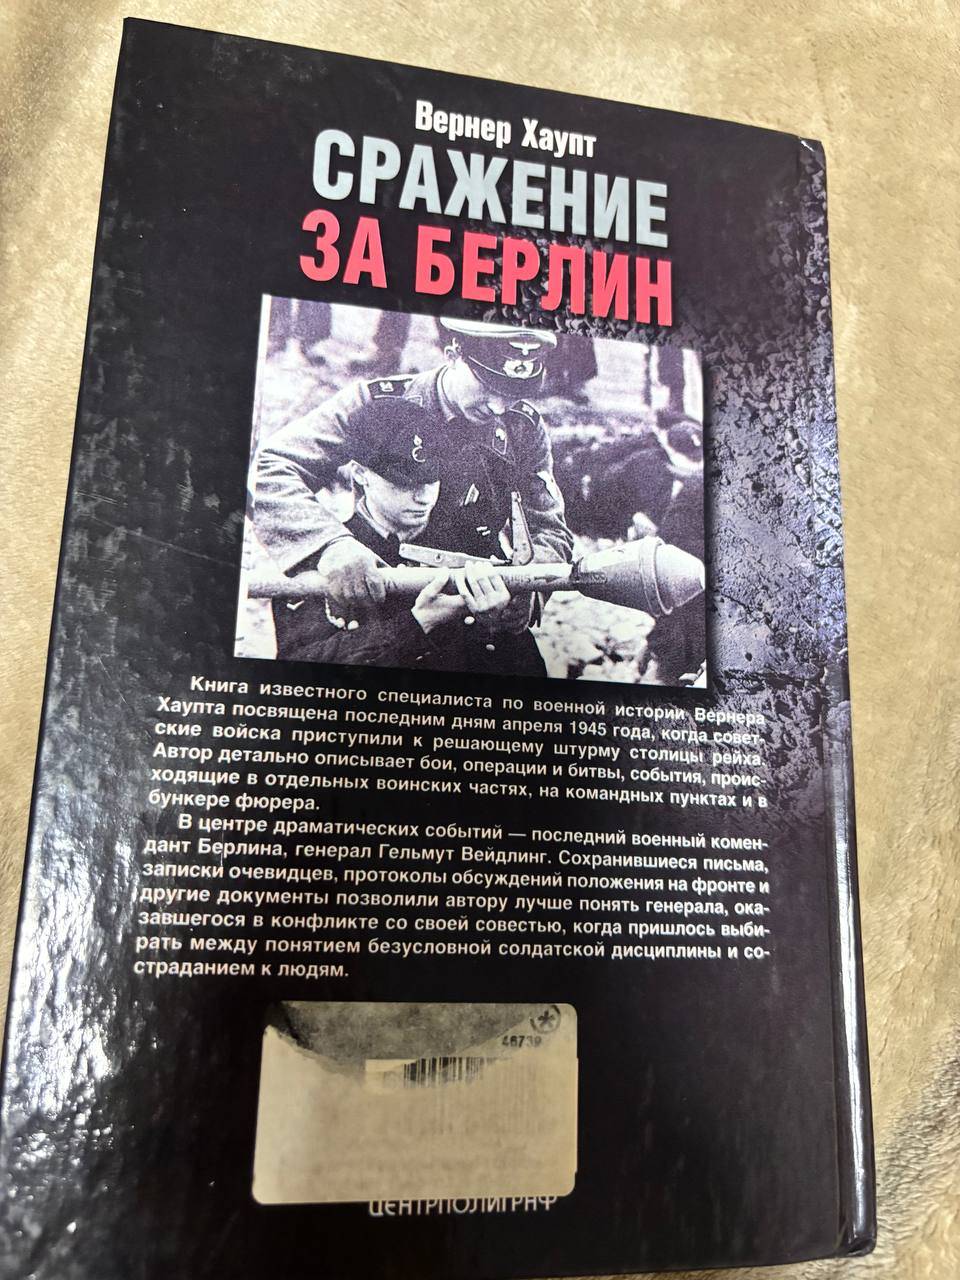 Вернер Хаупт
СРАЖЕНИЕ
ЗА БЕРЛИН
Книга известного специалиста по военной истории Вернера
Хаупта посвящена последним дням апреля 1945 года, когда совет-
ские войска приступили к решающему штурму столицы рейха.
Автор детально описывает бои, операции и битвы, события, проис-
ходящие в отдельных воинских частях, на командных пунктах и в
бункере фюрера.
В центре драматических событий — последний военный комен-
дант Берлина, генерал Гельмут Вейдлинг. Сохранившиеся письма,
записки очевидцев, протоколы обсуждений положения на фронте и
другие документы позволили автору лучше понять генерала, ока-
завшегося в конфликте со своей совестью, когда пришлось выби-
рать между понятием безусловной солдатской дисциплины и со-
страданием к людям.
46739
ЦЕНТРПОЛИГРАФ